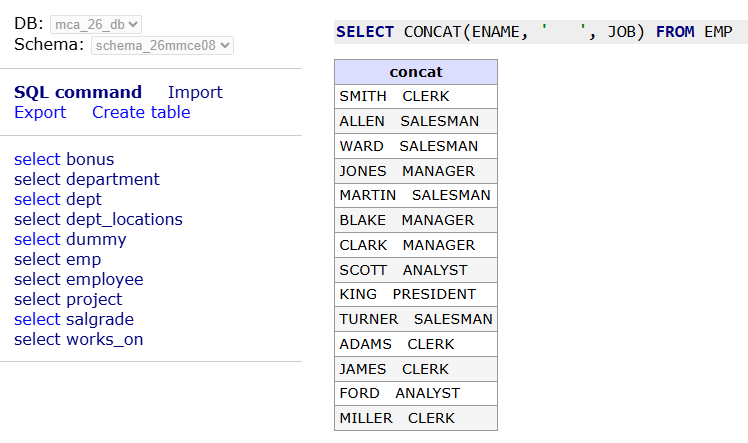 DB: mca_26_db
Schema: schema_26mmce08
SQL command Import
Export Create table
select bonus
select department
select dept
select dept_locations
select dummy
select emp
select employee
select project
select salgrade
select works_on
SELECT CONCAT(ENAME, '   ', JOB) FROM EMP
concat
SMITH   CLERK
ALLEN   SALESMAN
WARD   SALESMAN
JONES   MANAGER
MARTIN   SALESMAN
BLAKE   MANAGER
CLARK   MANAGER
SCOTT   ANALYST
KING   PRESIDENT
TURNER   SALESMAN
ADAMS   CLERK
JAMES   CLERK
FORD   ANALYST
MILLER   CLERK